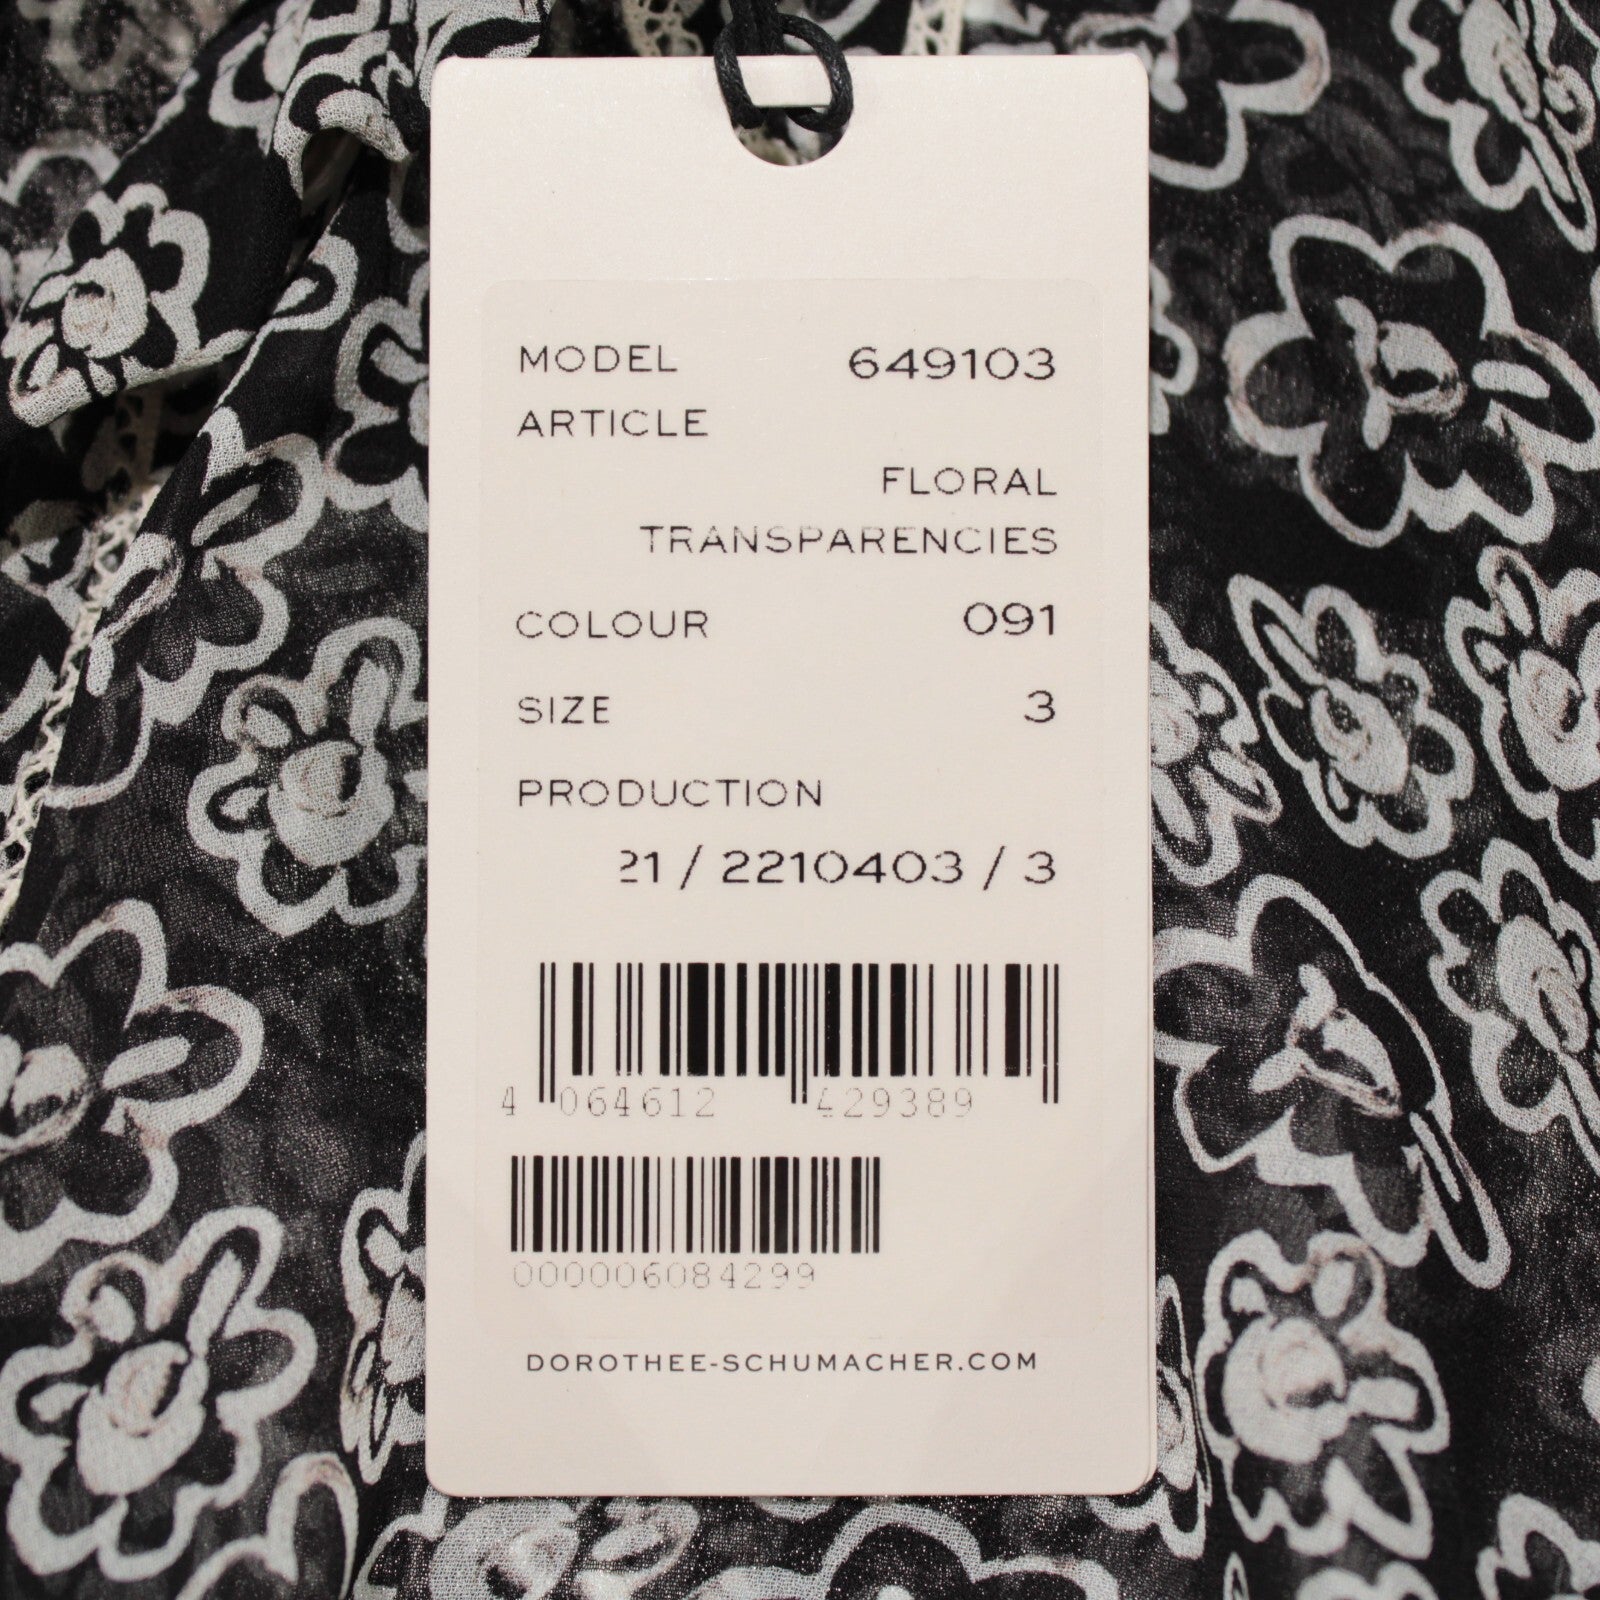 MODEL 649103
ARTICLE
FLORAL
TRANSPARENCIES
COLOUR 091
SIZE 3
PRODUCTION
21 / 2210403 / 3
4 064612 429389
000006084299
DOROTHEE-SCHUMACHER.COM